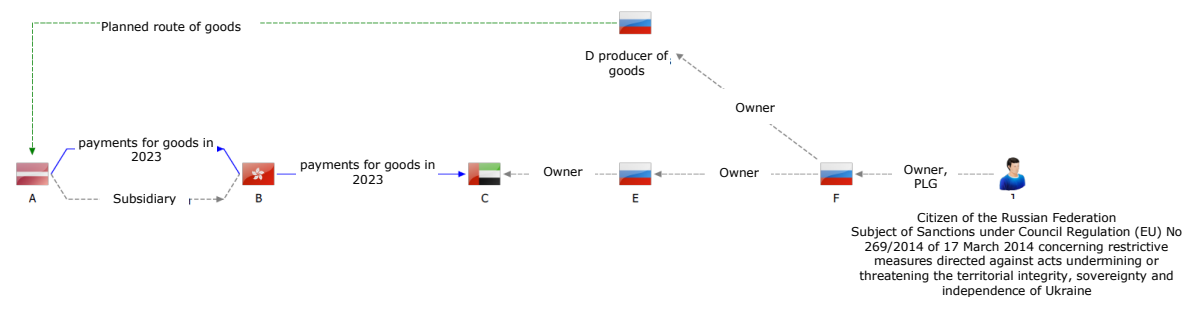 Planned route of goods
D producer of
goods
Owner
payments for goods in
2023
payments for goods in
2023
Owner
Owner
Owner,
PLG
Subsidiary
A
B
C
E
F
1
Citizen of the Russian Federation
Subject of Sanctions under Council Regulation (EU) No
269/2014 of 17 March 2014 concerning restrictive
measures directed against acts undermining or
threatening the territorial integrity, sovereignty and
independence of Ukraine